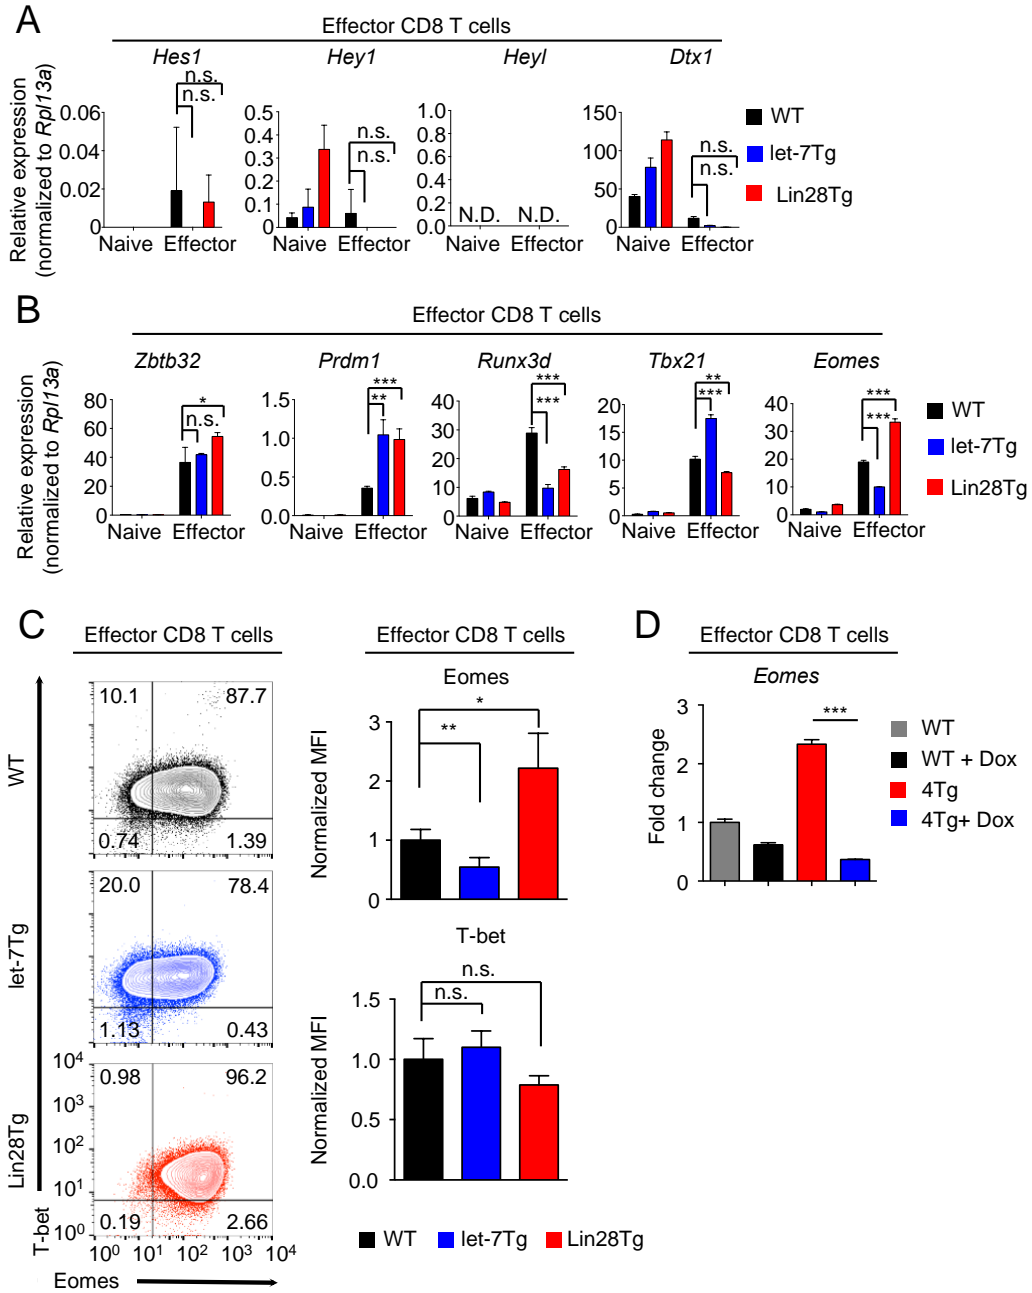 A
Effector CD8 T cells
Hes1 Hey1 Heyl Dtx1
Relative expression
(normalized to Rpl13a)
n.s.
n.s.
0.06
0.04
0.02
0
Naive Effector
n.s.
n.s.
0.5
0.4
0.3
0.2
0.1
0.0
Naive Effector
1.0
0.8
0.6
0.4
0.2
0.0
N.D. N.D.
Naive Effector
n.s.
n.s.
150
100
50
0
Naive Effector
WT
let-7Tg
Lin28Tg
B
Effector CD8 T cells
Zbtb32 Prdm1 Runx3d Tbx21 Eomes
Relative expression
(normalized to Rpl13a)
*
n.s.
80
60
40
20
0
Naive Effector
***
**
1.5
1.0
0.5
0.0
Naive Effector
***
***
40
30
20
10
0
Naive Effector
**
***
20
15
10
5
0
Naive Effector
***
***
40
30
20
10
0
Naive Effector
WT
let-7Tg
Lin28Tg
C
Effector CD8 T cells
WT
10.1 87.7
0.74 1.39
let-7Tg
20.0 78.4
1.13 0.43
Lin28Tg
0.98 96.2
0.19 2.66
10⁴
10³
10²
10¹
10⁰
T-bet
10⁰ 10¹ 10² 10³ 10⁴
Eomes
Effector CD8 T cells
Eomes
Normalized MFI
*
**
3
2
1
0
T-bet
Normalized MFI
n.s.
n.s.
1.5
1.0
0.5
0.0
WT let-7Tg Lin28Tg
D
Effector CD8 T cells
Eomes
Fold change
***
3
2
1
0
WT
WT + Dox
4Tg
4Tg+ Dox